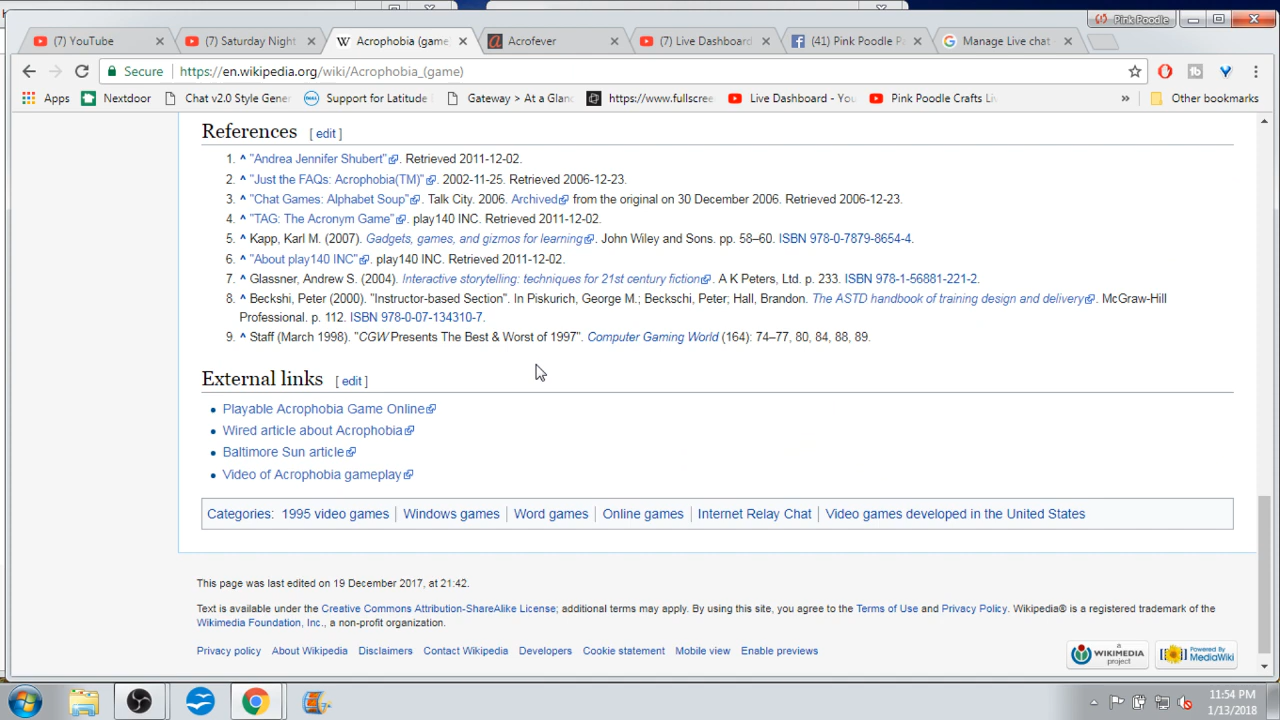 Pink Poodle
(7) YouTube
(7) Saturday Night
W Acrophobia (game
a Acrofever
(7) Live Dashboard
(41) Pink Poodle P
Manage Live chat
Secure https://en.wikipedia.org/wiki/Acrophobia_(game)
Apps
Nextdoor
Chat v2.0 Style Gener
Support for Latitude
Gateway > At a Glanc
https://www.fullscree
Live Dashboard - You
Pink Poodle Crafts Liv
» Other bookmarks
References [ edit ]
1. ^ "Andrea Jennifer Shubert". Retrieved 2011-12-02.
2. ^ "Just the FAQs: Acrophobia(TM)". 2002-11-25. Retrieved 2006-12-23.
3. ^ "Chat Games: Alphabet Soup". Talk City. 2006. Archived from the original on 30 December 2006. Retrieved 2006-12-23.
4. ^ "TAG: The Acronym Game". play140 INC. Retrieved 2011-12-02.
5. ^ Kapp, Karl M. (2007). Gadgets, games, and gizmos for learning. John Wiley and Sons. pp. 58–60. ISBN 978-0-7879-8654-4.
6. ^ "About play140 INC". play140 INC. Retrieved 2011-12-02.
7. ^ Glassner, Andrew S. (2004). Interactive storytelling: techniques for 21st century fiction. A K Peters, Ltd. p. 233. ISBN 978-1-56881-221-2.
8. ^ Beckshi, Peter (2000). "Instructor-based Section". In Piskurich, George M.; Beckschi, Peter; Hall, Brandon. The ASTD handbook of training design and delivery. McGraw-Hill
Professional. p. 112. ISBN 978-0-07-134310-7.
9. ^ Staff (March 1998). "CGW Presents The Best & Worst of 1997". Computer Gaming World (164): 74–77, 80, 84, 88, 89.
External links [ edit ]
• Playable Acrophobia Game Online
• Wired article about Acrophobia
• Baltimore Sun article
• Video of Acrophobia gameplay
Categories: 1995 video games | Windows games | Word games | Online games | Internet Relay Chat | Video games developed in the United States
This page was last edited on 19 December 2017, at 21:42.
Text is available under the Creative Commons Attribution-ShareAlike License; additional terms may apply. By using this site, you agree to the Terms of Use and Privacy Policy. Wikipedia® is a registered trademark of the
Wikimedia Foundation, Inc., a non-profit organization.
Privacy policy About Wikipedia Disclaimers Contact Wikipedia Developers Cookie statement Mobile view Enable previews
a WIKIMEDIA project
Powered By MediaWiki
11:54 PM
1/13/2018